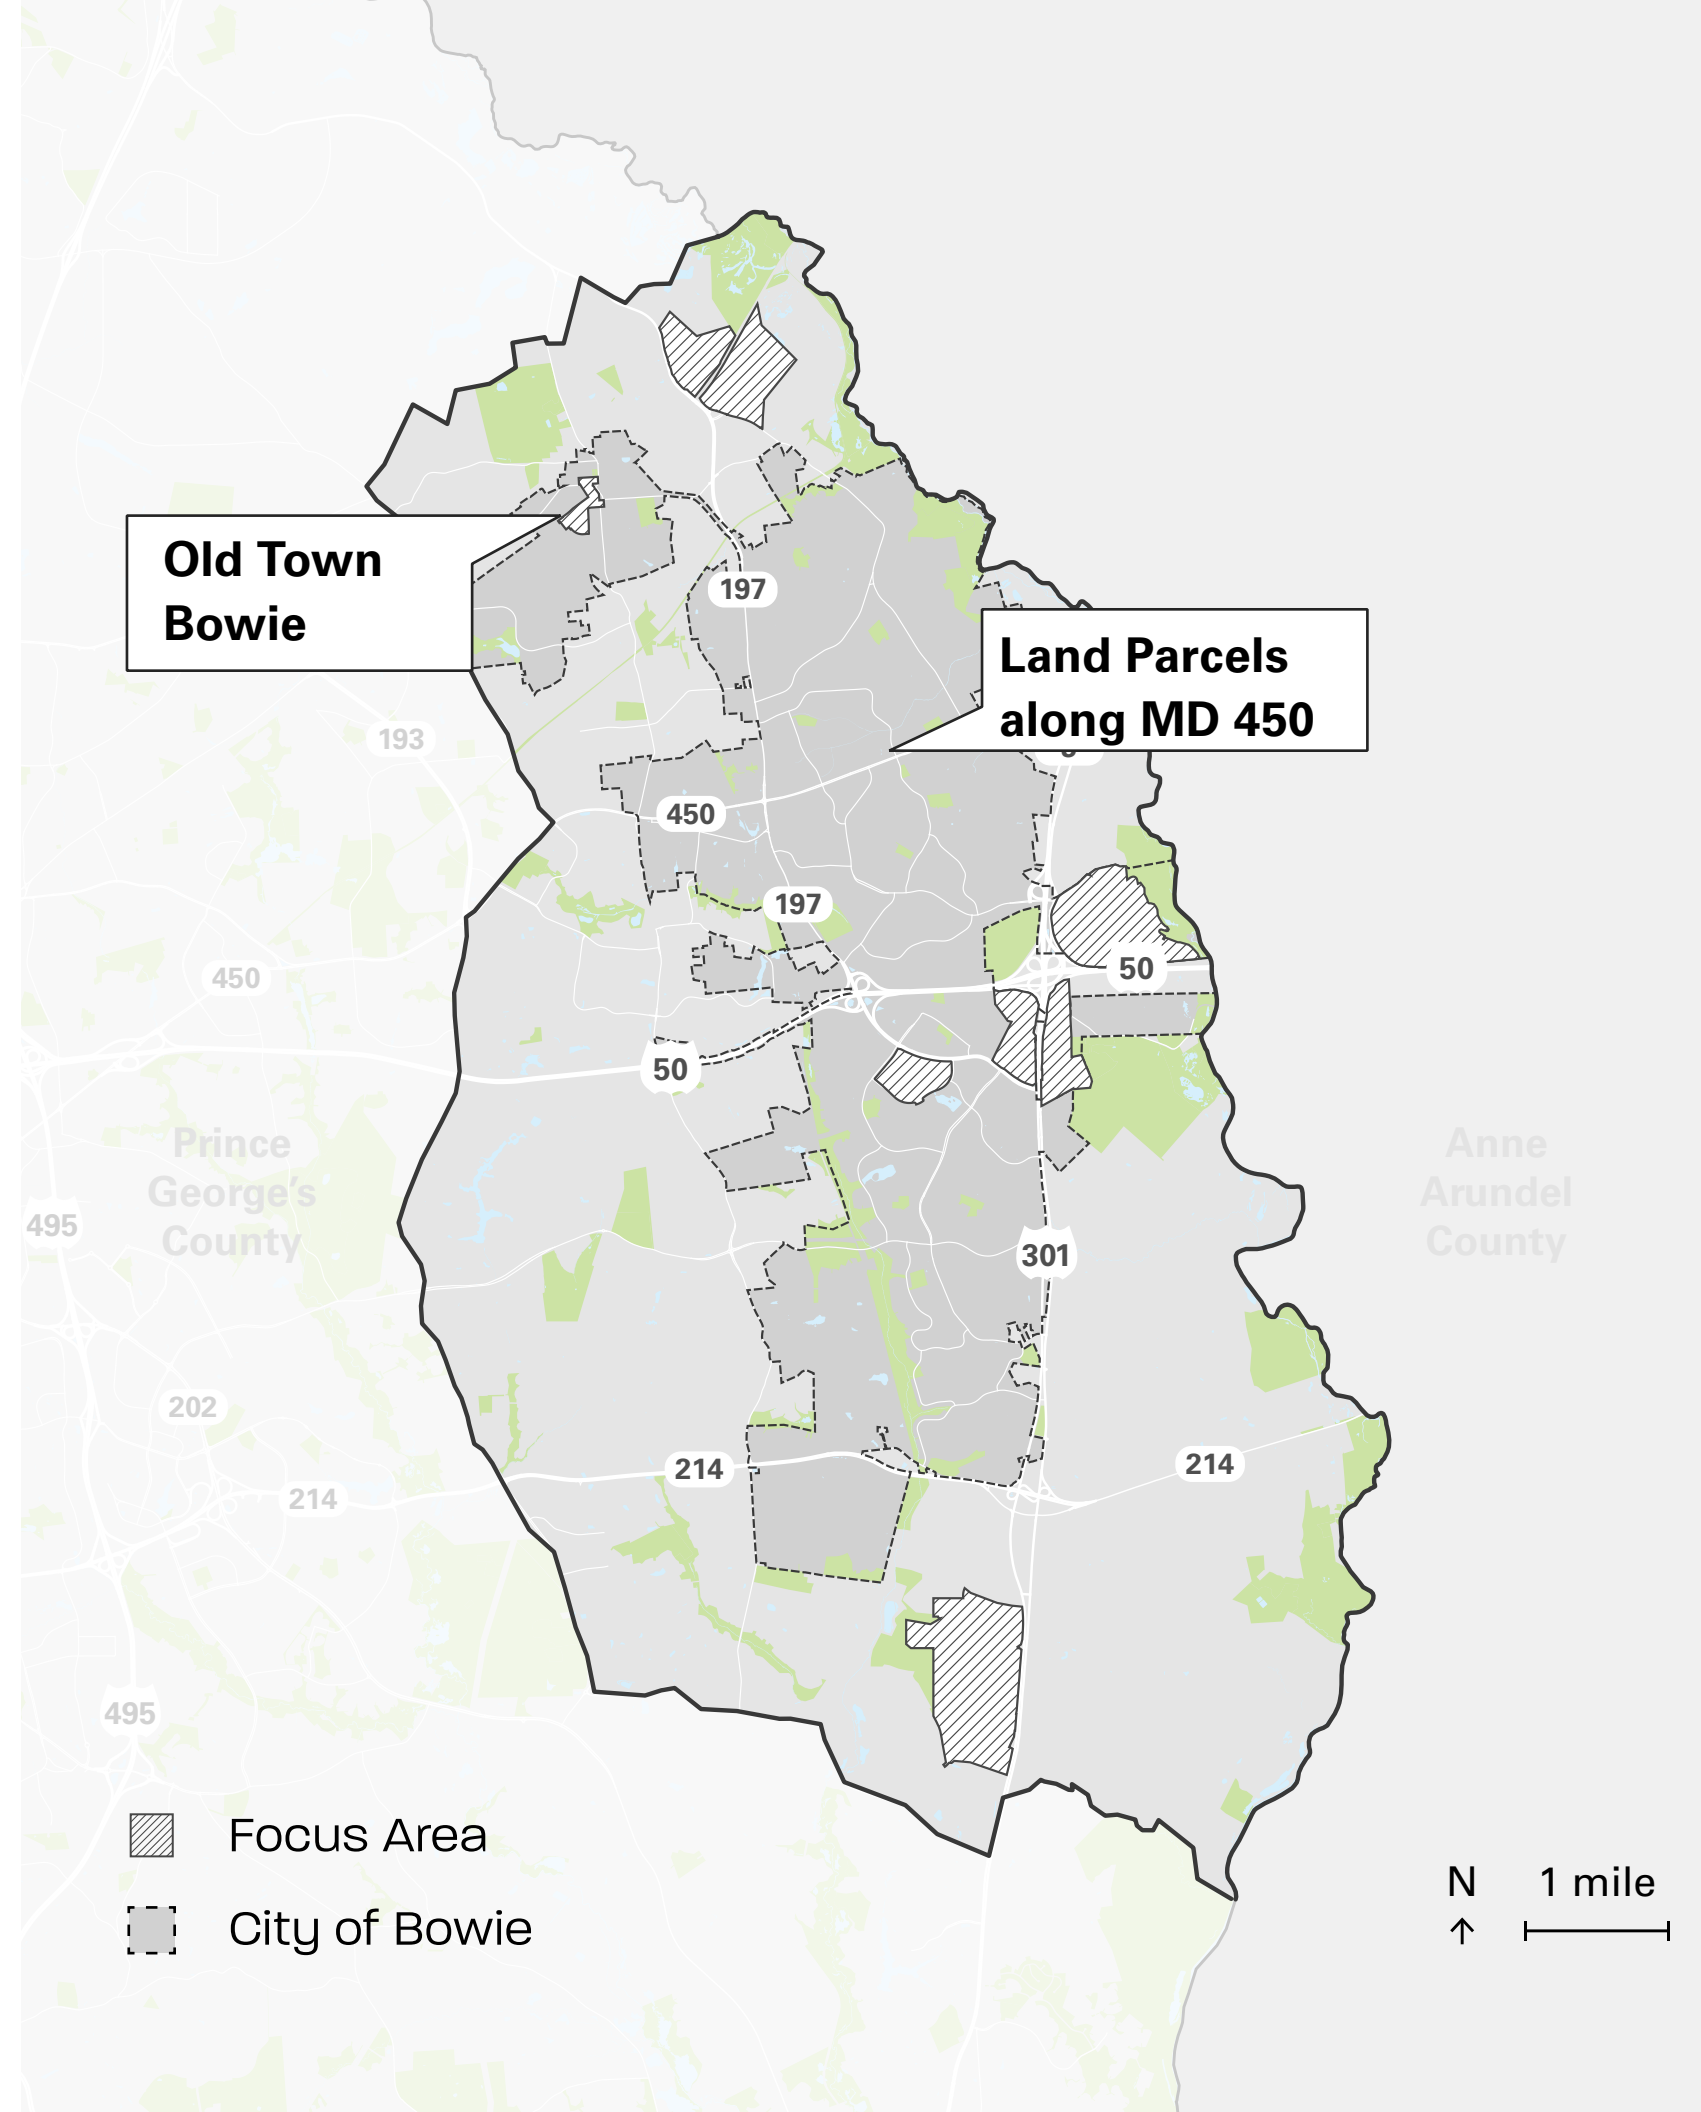 Old Town
Bowie
197
Land Parcels
along MD 450
193
450
197
450
50
50
Prince
George's
County
Anne
Arundel
County
495
301
202
214
214
214
495
Focus Area
City of Bowie
N
1 mile